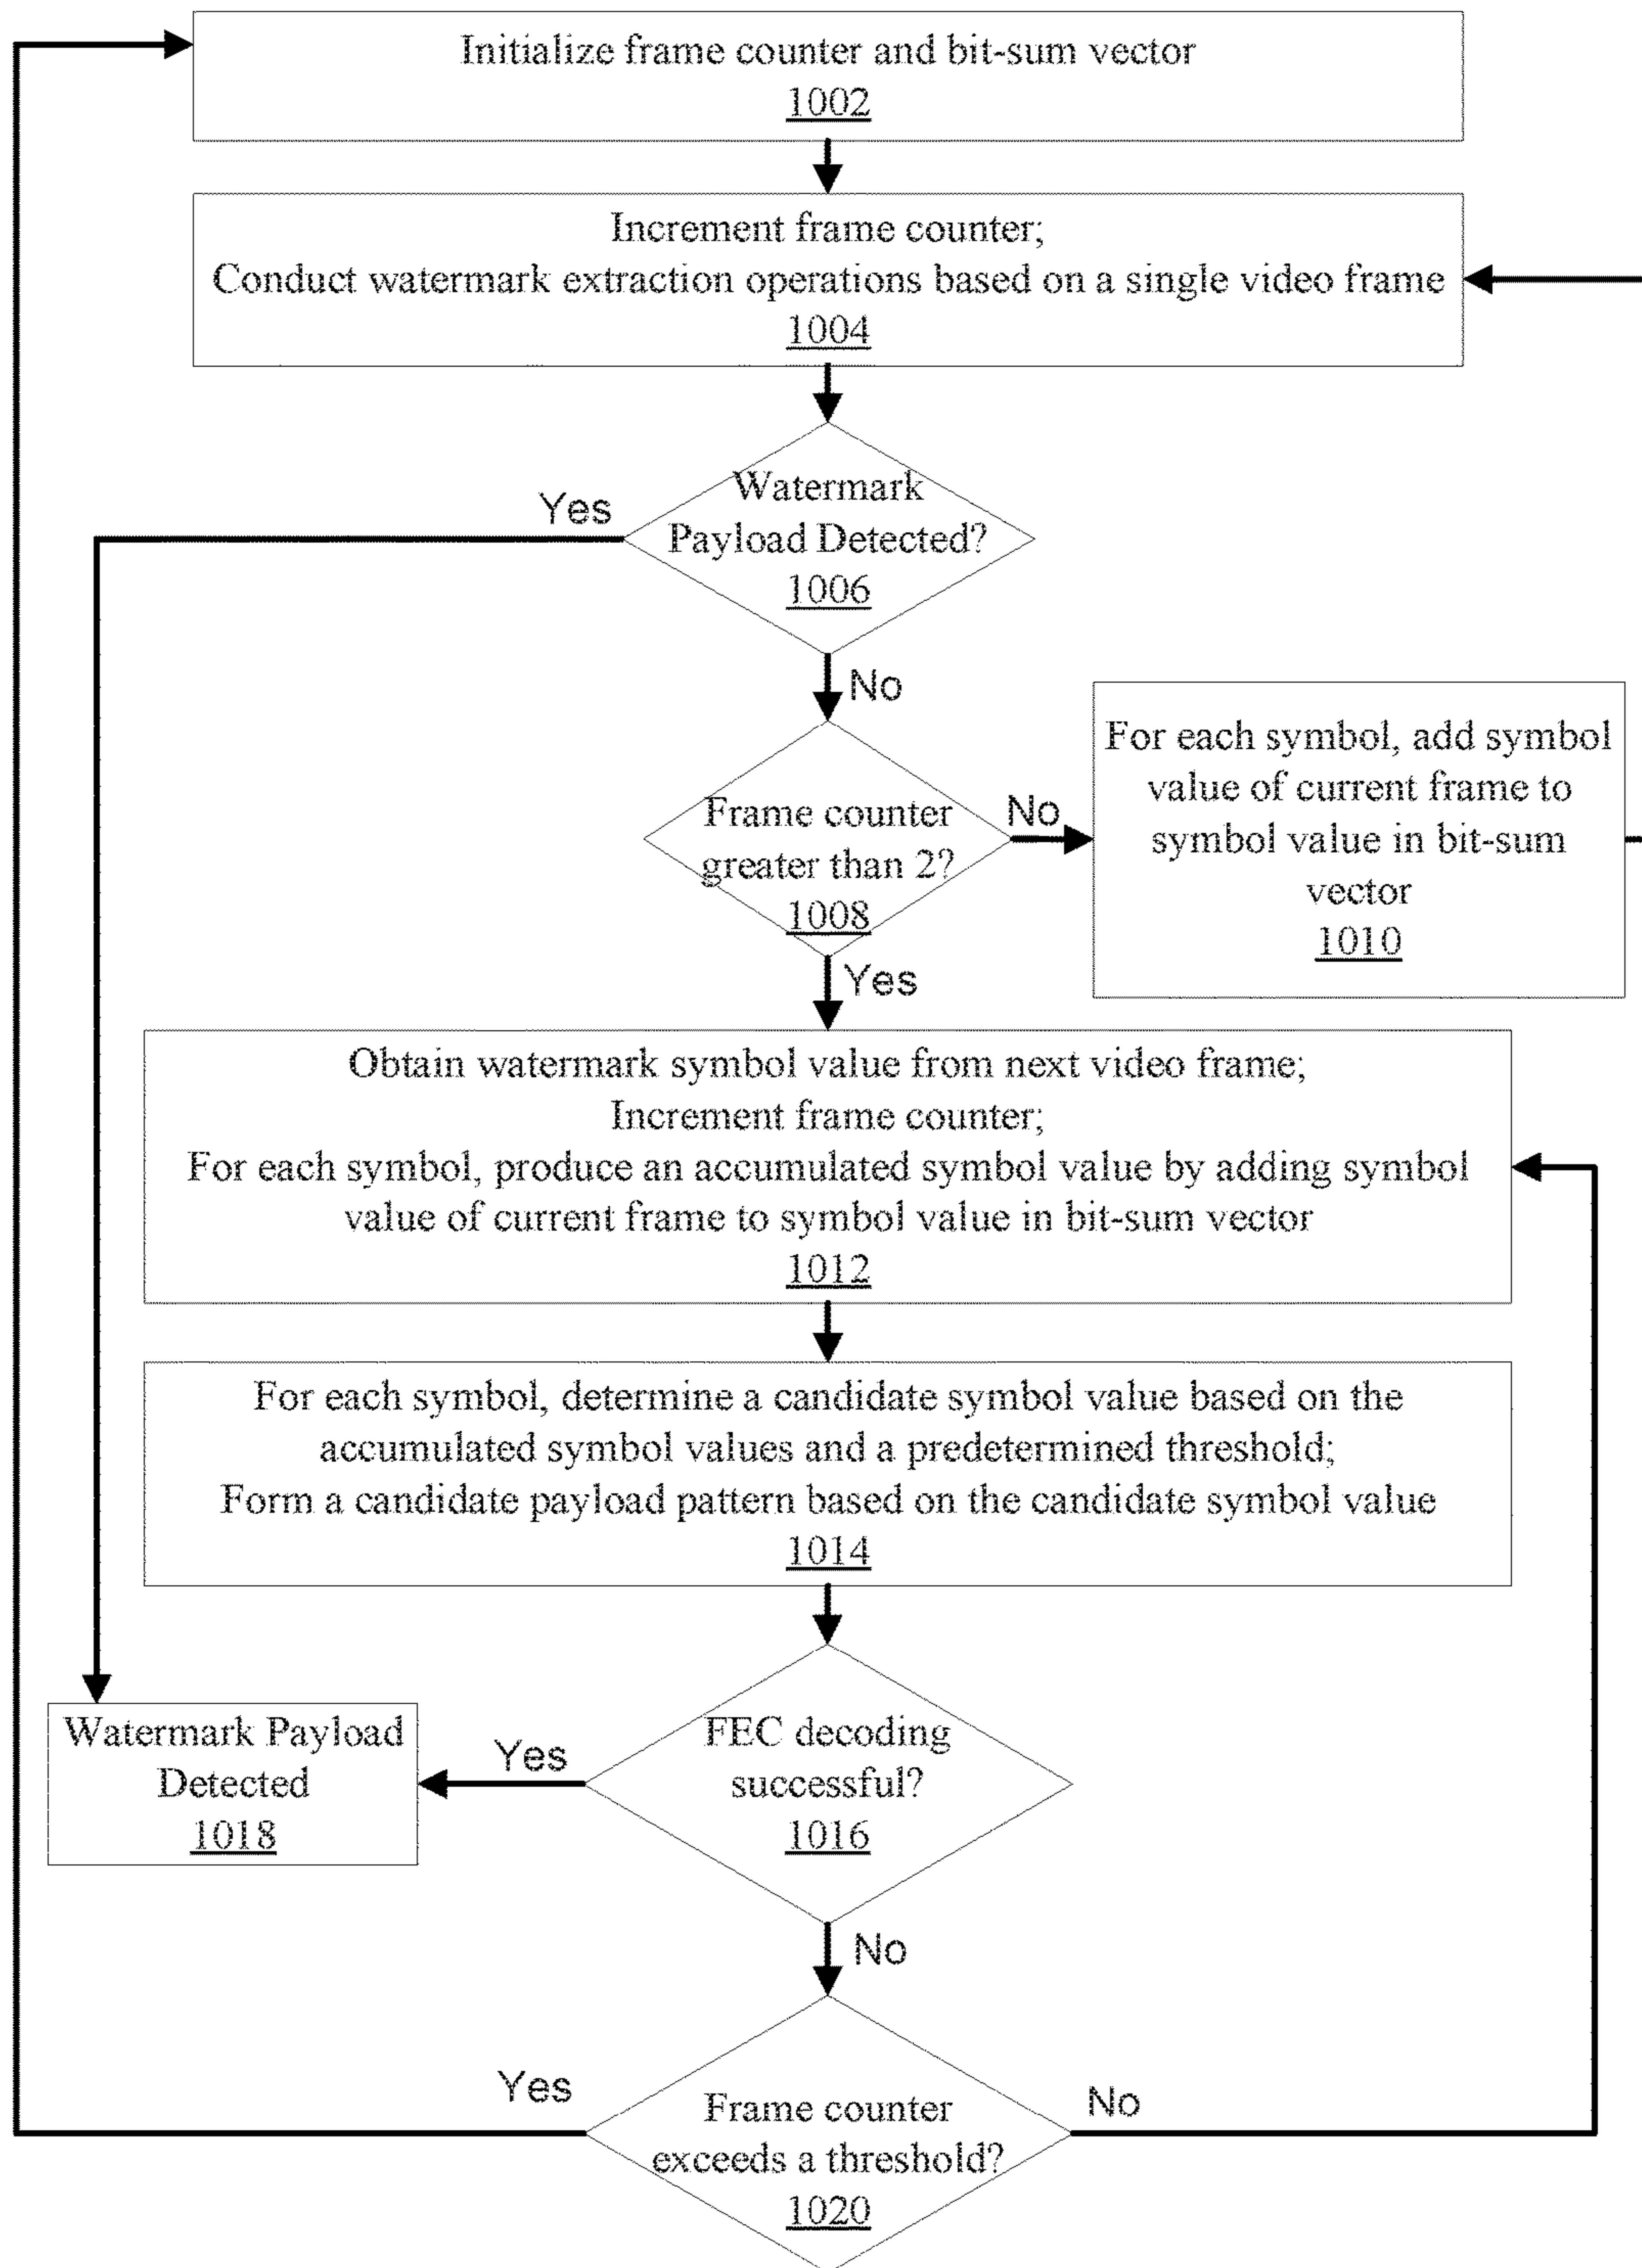 Initialize frame counter and bit-sum vector
1002
Increment frame counter;
Conduct watermark extraction operations based on a single video frame
1004
Watermark
Payload Detected?
1006
Yes
No
Frame counter
greater than 2?
1008
No
Yes
For each symbol, add symbol
value of current frame to
symbol value in bit-sum
vector
1010
Obtain watermark symbol value from next video frame;
Increment frame counter;
For each symbol, produce an accumulated symbol value by adding symbol
value of current frame to symbol value in bit-sum vector
1012
For each symbol, determine a candidate symbol value based on the
accumulated symbol values and a predetermined threshold;
Form a candidate payload pattern based on the candidate symbol value
1014
Watermark Payload
Detected
1018
Yes
FEC decoding
successful?
1016
No
Yes
Frame counter
exceeds a threshold?
1020
No